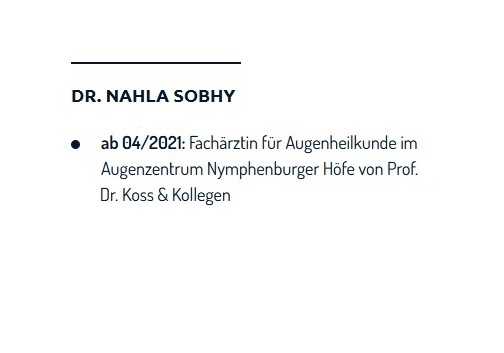 DR. NAHLA SOBHY
• ab 04/2021: Fachärztin für Augenheilkunde im
Augenzentrum Nymphenburger Höfe von Prof.
Dr. Koss & Kollegen